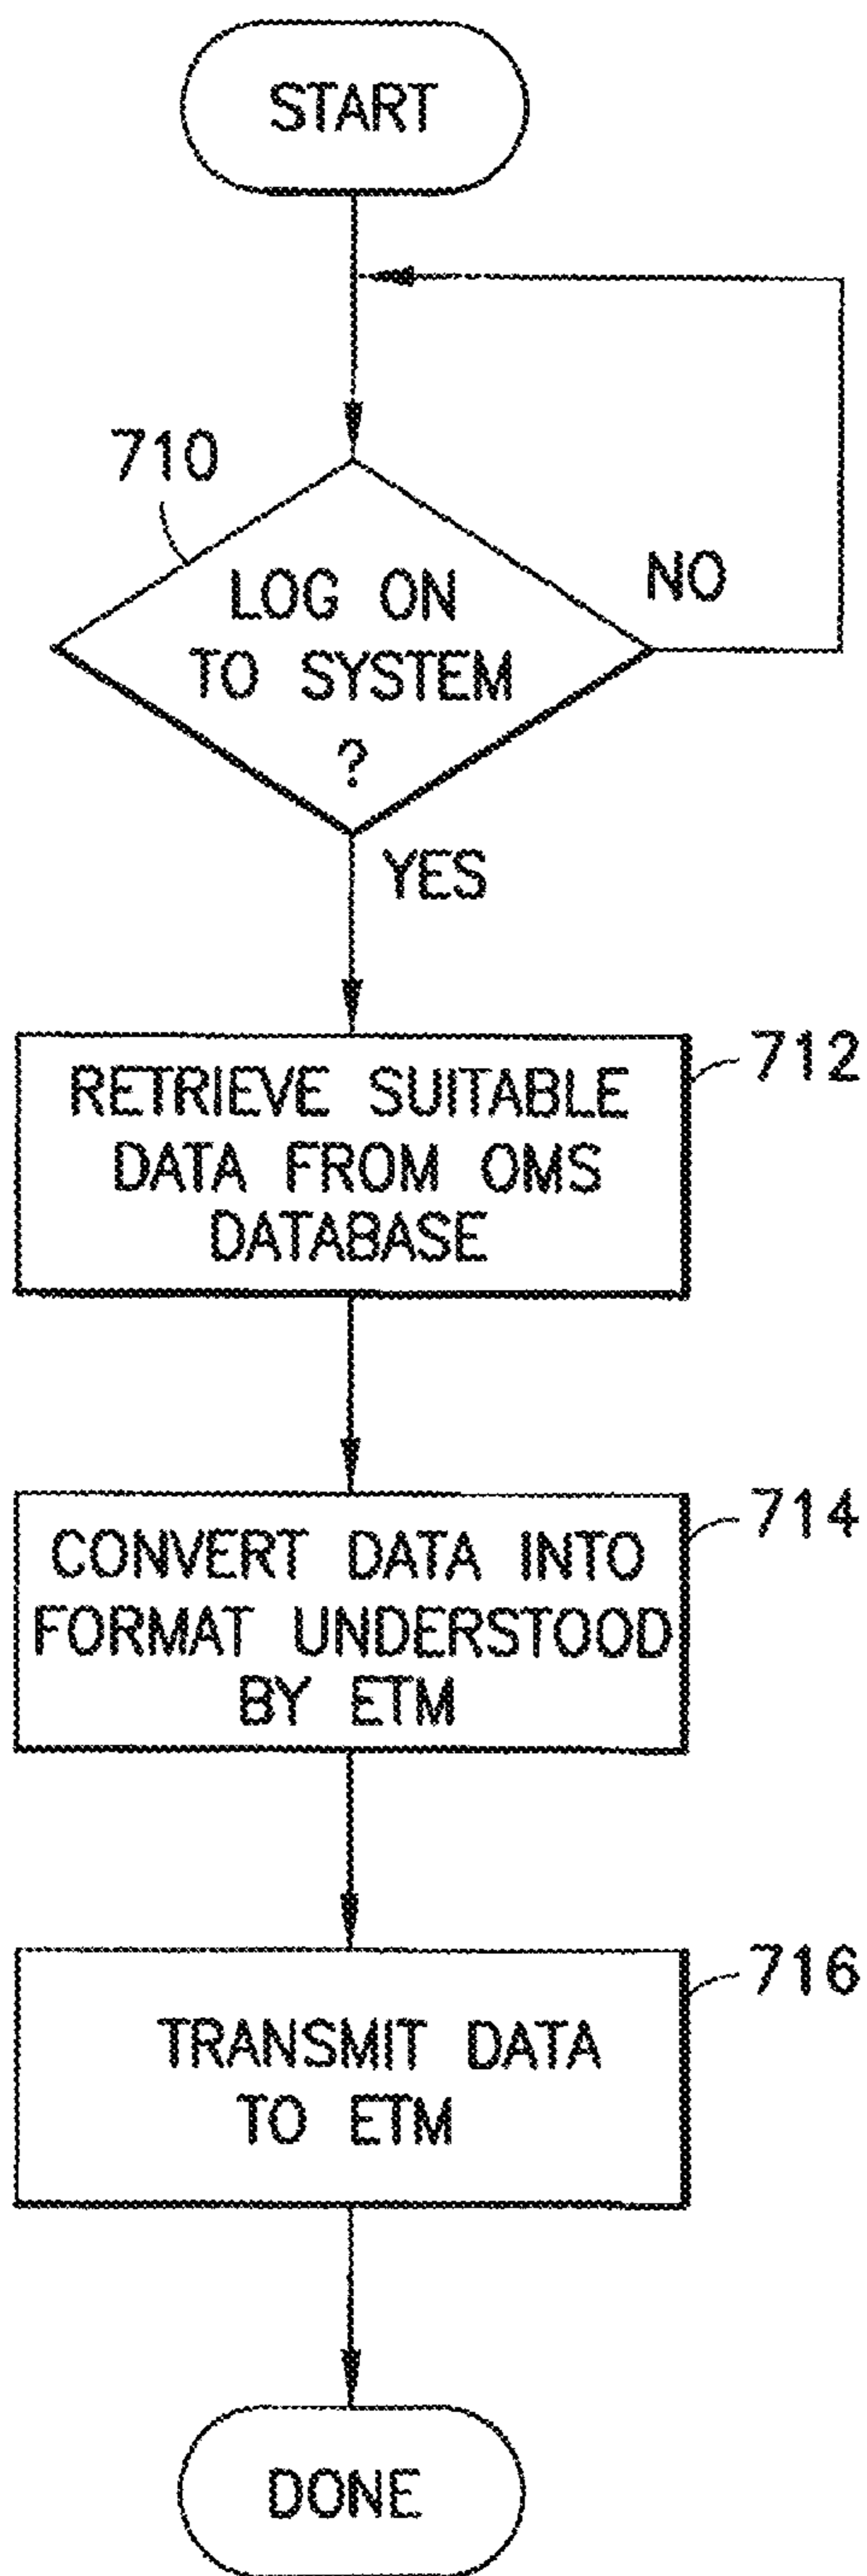 START
710
LOG ON
TO SYSTEM
?
NO
YES
712
RETRIEVE SUITABLE
DATA FROM OMS
DATABASE
714
CONVERT DATA INTO
FORMAT UNDERSTOOD
BY ETM
716
TRANSMIT DATA
TO ETM
DONE